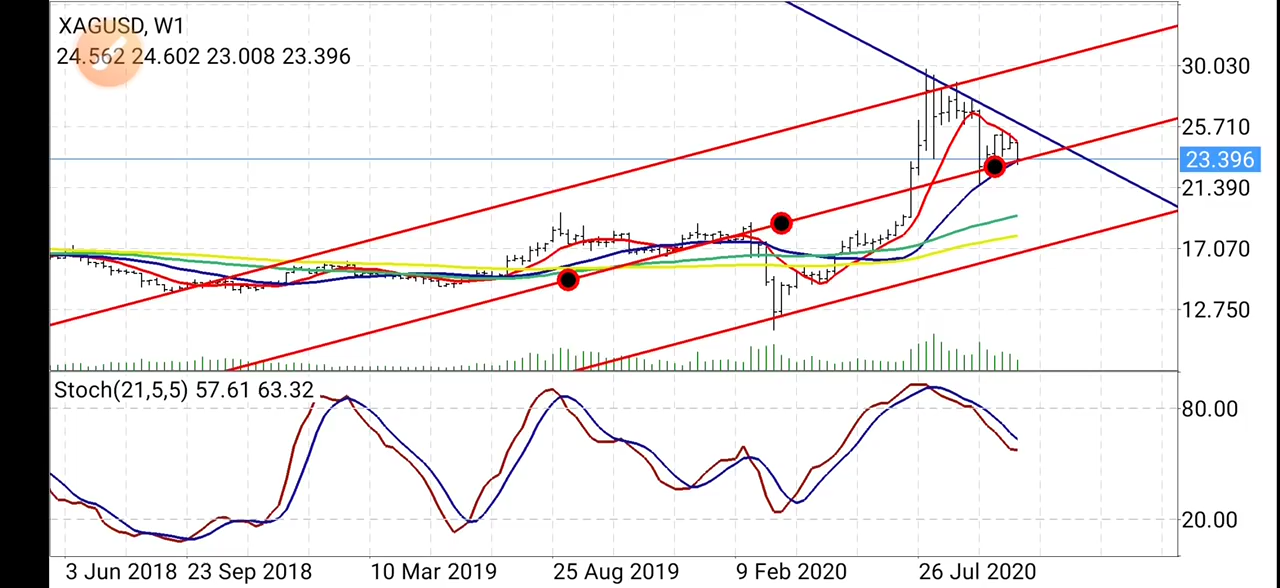 XAGUSD, W1
24.562 24.602 23.008 23.396
30.030
25.710
23.396
21.390
17.070
12.750
Stoch(21,5,5) 57.61 63.32
80.00
20.00
3 Jun 2018 23 Sep 2018 10 Mar 2019 25 Aug 2019 9 Feb 2020 26 Jul 2020